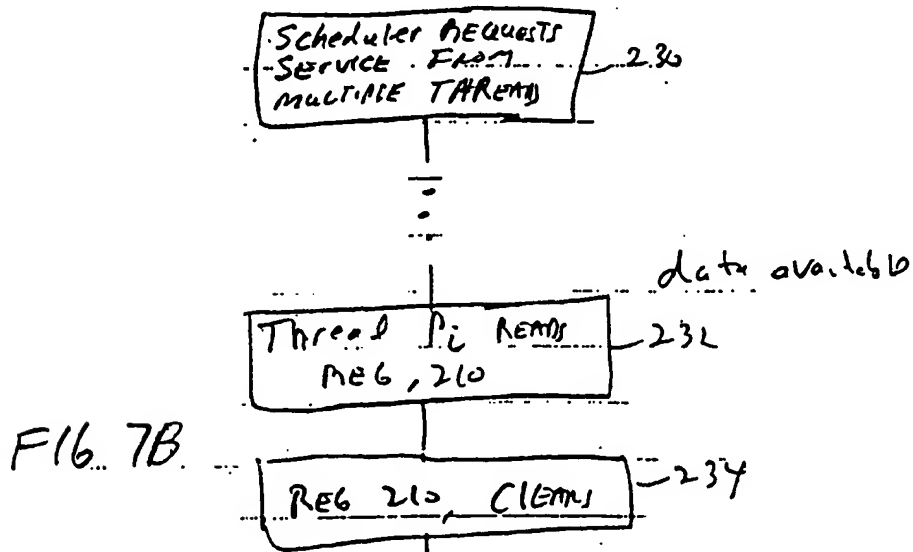 Scheduler REQUESTS
SERVICE FROM
MULTIPLE THREADS
230
data available
Thread Pi READS
REG, 210
232
FIG. 7B
REG 210, CLEARS
234